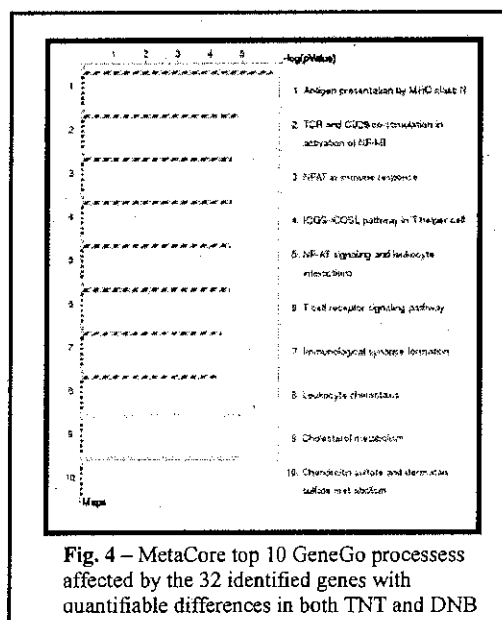 1 2 3 4 5 -log(pValue)
1 1 Antigen presentation by MHC class II
2 2 TCR and CD28 co-stimulation in
activation of NF-kB
3 3 NFAT in immune response
4 4 ICOS-ICOSL pathway in T-helper cell
5 5 NF-AT signaling and leukocyte
interactions
6 6 T cell receptor signaling pathway
7 7 Immunological synapse formation
8 8 Leukocyte chemotaxis
9 9 Cholesterol metabolism
10 10. Chondroitin sulfate and dermatan
sulfate metabolism
Maps
Fig. 4 – MetaCore top 10 GeneGo processess
affected by the 32 identified genes with
quantifiable differences in both TNT and DNB